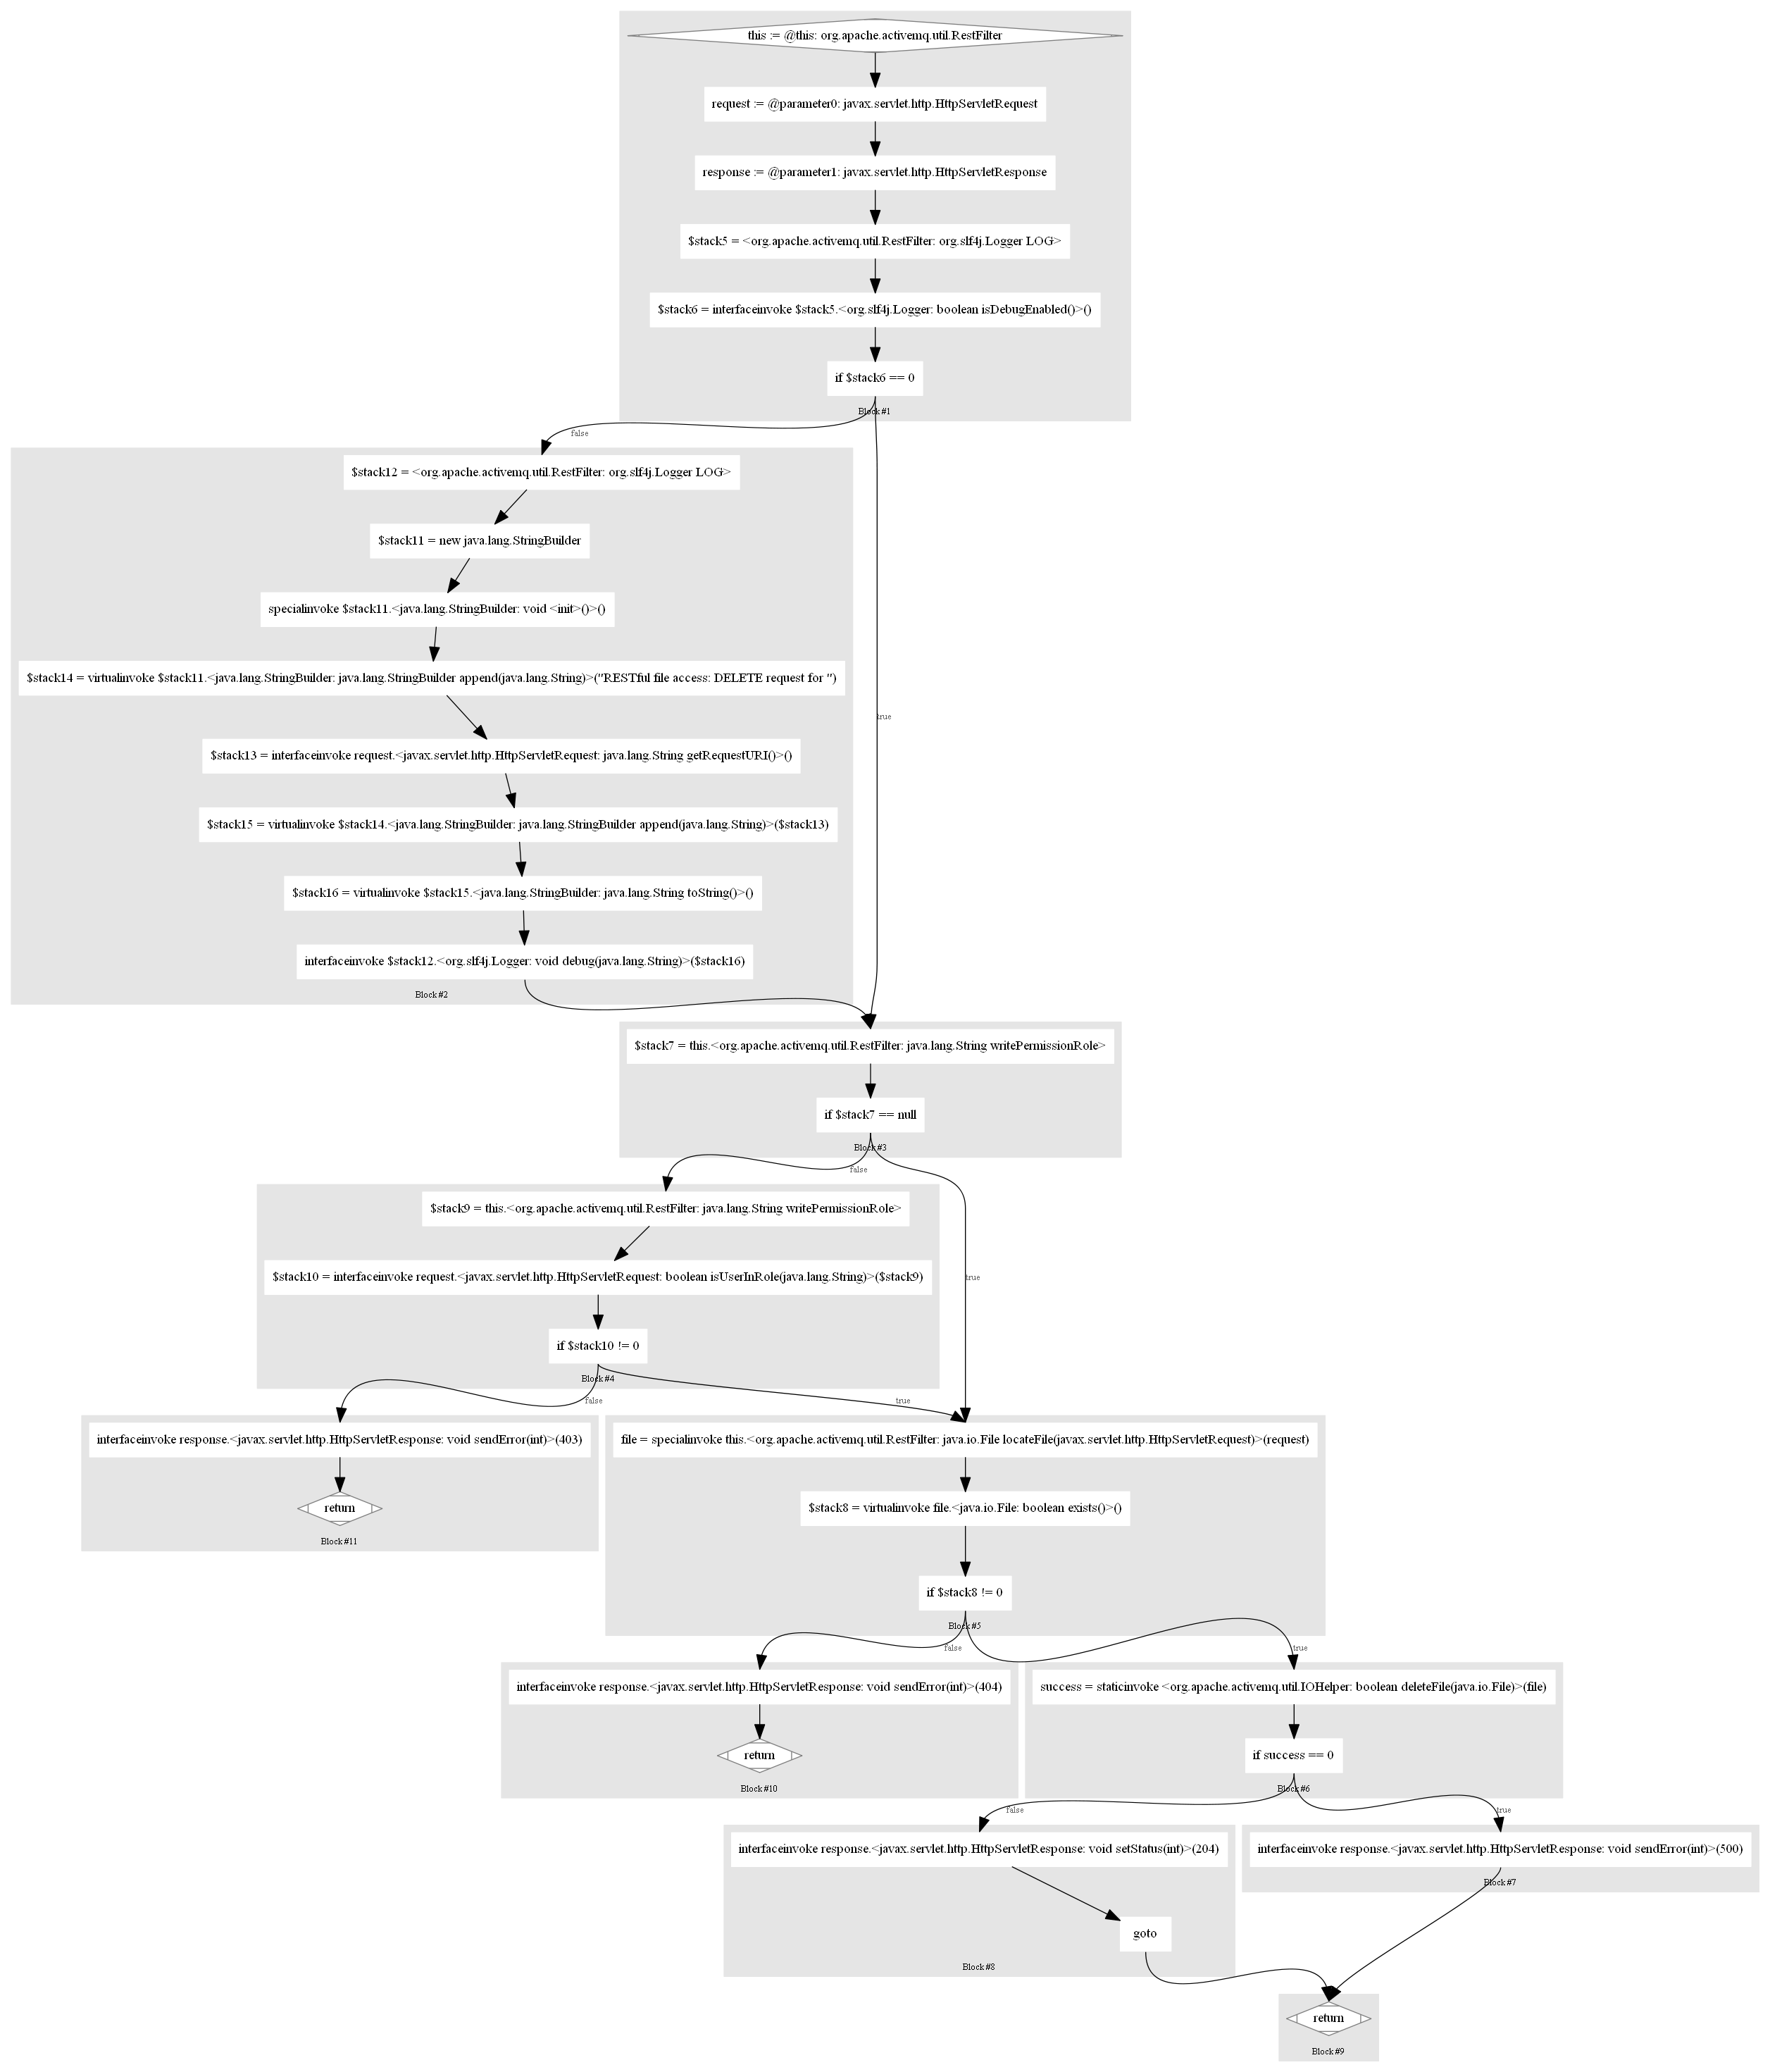 this := @this: org.apache.activemq.util.RestFilter
request := @parameter0: javax.servlet.http.HttpServletRequest
response := @parameter1: javax.servlet.http.HttpServletResponse
$stack5 = <org.apache.activemq.util.RestFilter: org.slf4j.Logger LOG>
$stack6 = interfaceinvoke $stack5.<org.slf4j.Logger: boolean isDebugEnabled()>()
if $stack6 == 0
Block #1
false
$stack12 = <org.apache.activemq.util.RestFilter: org.slf4j.Logger LOG>
$stack11 = new java.lang.StringBuilder
specialinvoke $stack11.<java.lang.StringBuilder: void <init>()>()
$stack14 = virtualinvoke $stack11.<java.lang.StringBuilder: java.lang.StringBuilder append(java.lang.String)>("RESTful file access: DELETE request for ")
true
$stack13 = interfaceinvoke request.<javax.servlet.http.HttpServletRequest: java.lang.String getRequestURI()>()
$stack15 = virtualinvoke $stack14.<java.lang.StringBuilder: java.lang.StringBuilder append(java.lang.String)>($stack13)
$stack16 = virtualinvoke $stack15.<java.lang.StringBuilder: java.lang.String toString()>()
interfaceinvoke $stack12.<org.slf4j.Logger: void debug(java.lang.String)>($stack16)
Block #2
$stack7 = this.<org.apache.activemq.util.RestFilter: java.lang.String writePermissionRole>
if $stack7 == null
Block #3
false
$stack9 = this.<org.apache.activemq.util.RestFilter: java.lang.String writePermissionRole>
$stack10 = interfaceinvoke request.<javax.servlet.http.HttpServletRequest: boolean isUserInRole(java.lang.String)>($stack9)
true
if $stack10 != 0
Block #4
false
true
interfaceinvoke response.<javax.servlet.http.HttpServletResponse: void sendError(int)>(403)
return
Block #11
file = specialinvoke this.<org.apache.activemq.util.RestFilter: java.io.File locateFile(javax.servlet.http.HttpServletRequest)>(request)
$stack8 = virtualinvoke file.<java.io.File: boolean exists()>()
if $stack8 != 0
Block #5
false
true
interfaceinvoke response.<javax.servlet.http.HttpServletResponse: void sendError(int)>(404)
return
Block #10
success = staticinvoke <org.apache.activemq.util.IOHelper: boolean deleteFile(java.io.File)>(file)
if success == 0
Block #6
false
true
interfaceinvoke response.<javax.servlet.http.HttpServletResponse: void setStatus(int)>(204)
goto
Block #8
interfaceinvoke response.<javax.servlet.http.HttpServletResponse: void sendError(int)>(500)
Block #7
return
Block #9